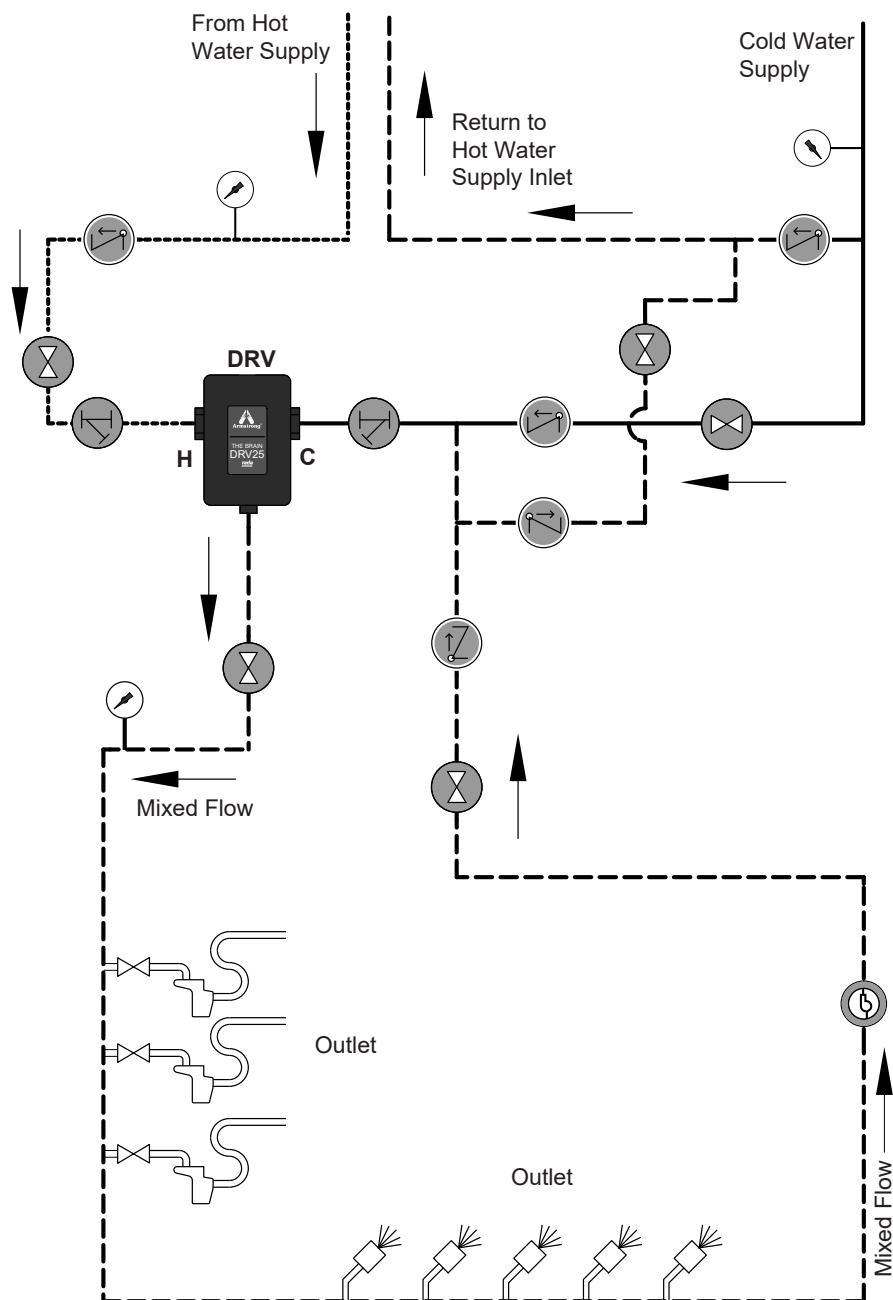 From Hot
Water Supply
Cold Water
Supply
Return to
Hot Water
Supply Inlet
DRV
Armstrong
THE BRAIN
DRV25
rada
H
C
Mixed Flow
Outlet
Outlet
Mixed Flow